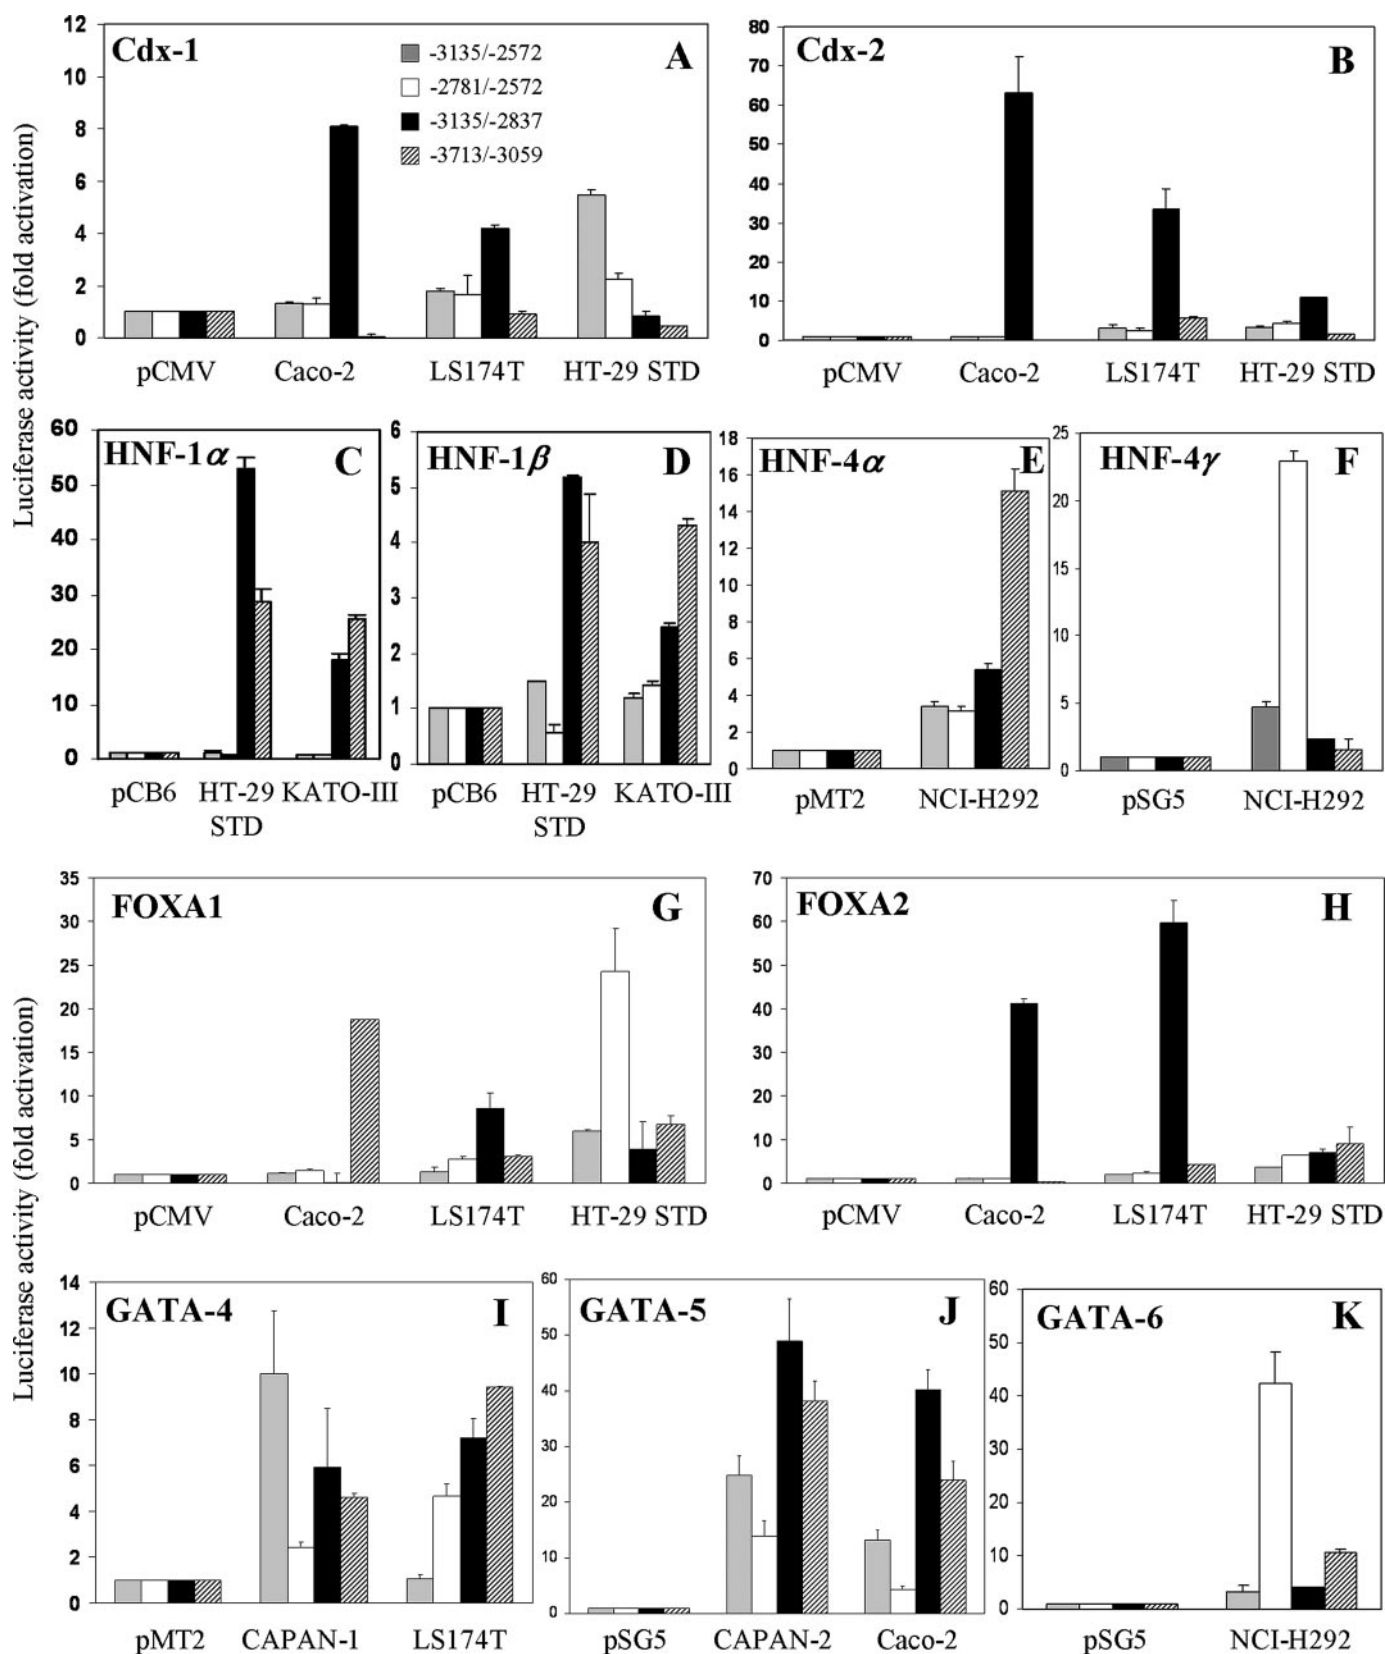 Luciferase activity (fold activation)
Cdx-1
A
-3135/-2572
-2781/-2572
-3135/-2837
-3713/-3059
12
10
8
6
4
2
0
pCMV Caco-2 LS174T HT-29 STD
Cdx-2
B
80
70
60
50
40
30
20
10
0
pCMV Caco-2 LS174T HT-29 STD
HNF-1α
C
60
50
40
30
20
10
0
pCB6 HT-29 KATO-III
STD
HNF-1β
D
6
5
4
3
2
1
0
pCB6 HT-29 KATO-III
STD
HNF-4α
E
18
16
14
12
10
8
6
4
2
0
pMT2 NCI-H292
HNF-4γ
F
25
20
15
10
5
0
pSG5 NCI-H292
Luciferase activity (fold activation)
FOXA1
G
35
30
25
20
15
10
5
0
pCMV Caco-2 LS174T HT-29 STD
FOXA2
H
70
60
50
40
30
20
10
0
pCMV Caco-2 LS174T HT-29 STD
GATA-4
I
14
12
10
8
6
4
2
0
pMT2 CAPAN-1 LS174T
GATA-5
J
60
50
40
30
20
10
0
pSG5 CAPAN-2 Caco-2
GATA-6
K
60
50
40
30
20
10
0
pSG5 NCI-H292